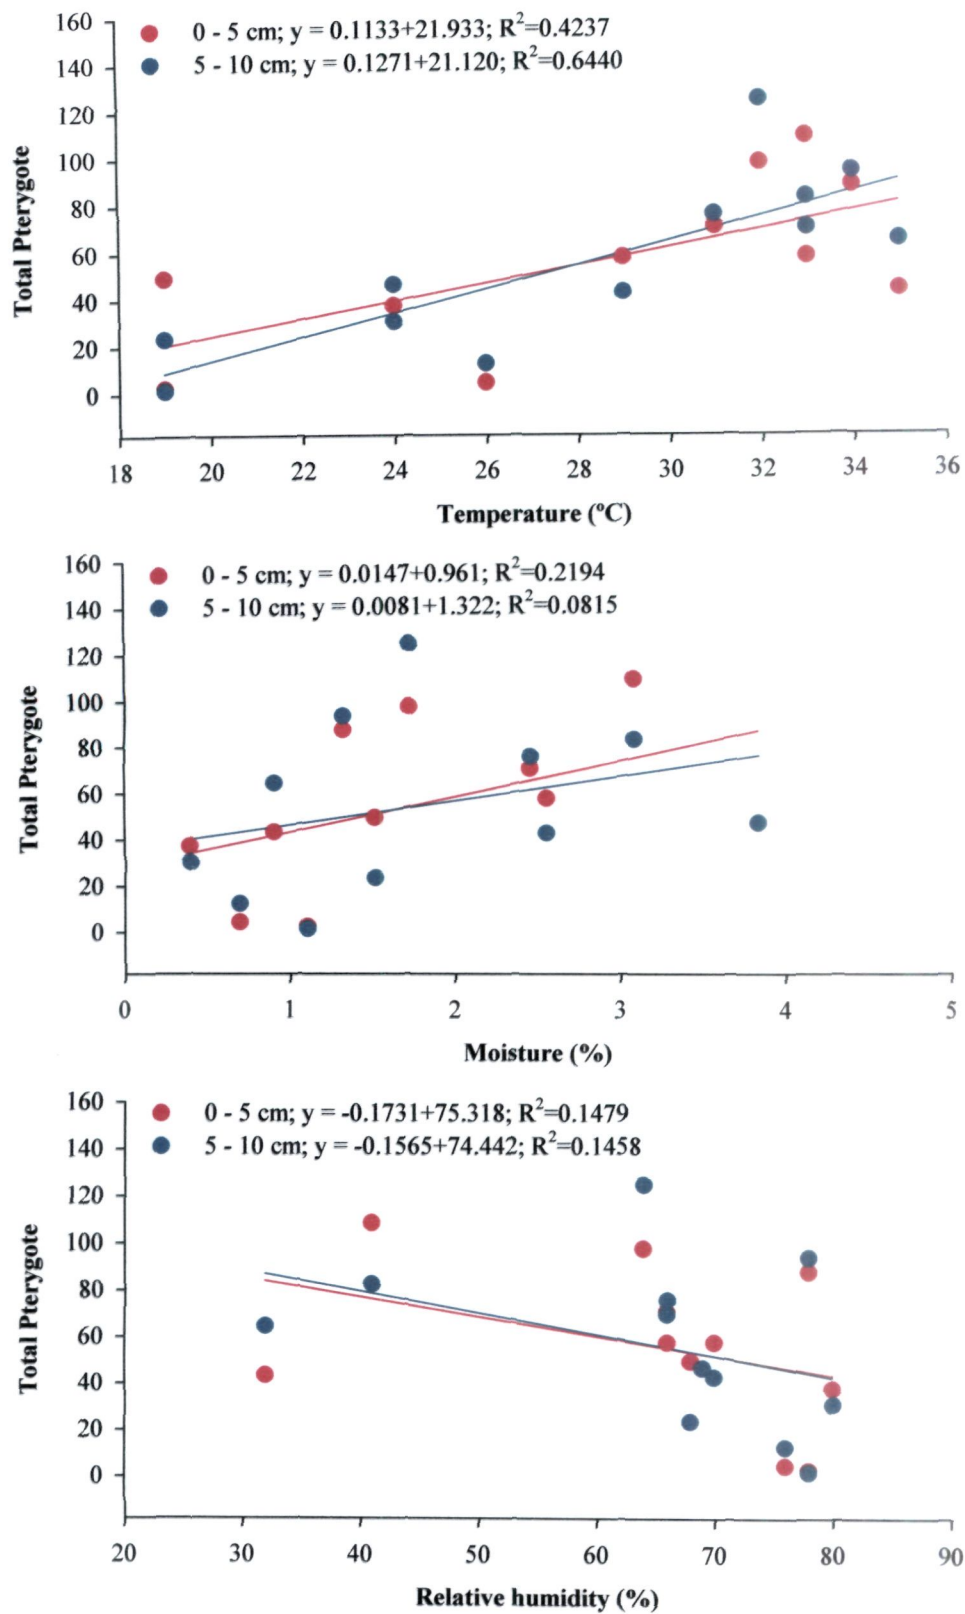 0 - 5 cm; y = 0.1133+21.933; R²=0.4237
5 - 10 cm; y = 0.1271+21.120; R²=0.6440
160
140
120
100
80
60
40
20
0
Total Pterygote
18 20 22 24 26 28 30 32 34 36
Temperature (ºC)
0 - 5 cm; y = 0.0147+0.961; R²=0.2194
5 - 10 cm; y = 0.0081+1.322; R²=0.0815
160
140
120
100
80
60
40
20
0
Total Pterygote
0 1 2 3 4 5
Moisture (%)
0 - 5 cm; y = -0.1731+75.318; R²=0.1479
5 - 10 cm; y = -0.1565+74.442; R²=0.1458
160
140
120
100
80
60
40
20
0
Total Pterygote
20 30 40 50 60 70 80 90
Relative humidity (%)